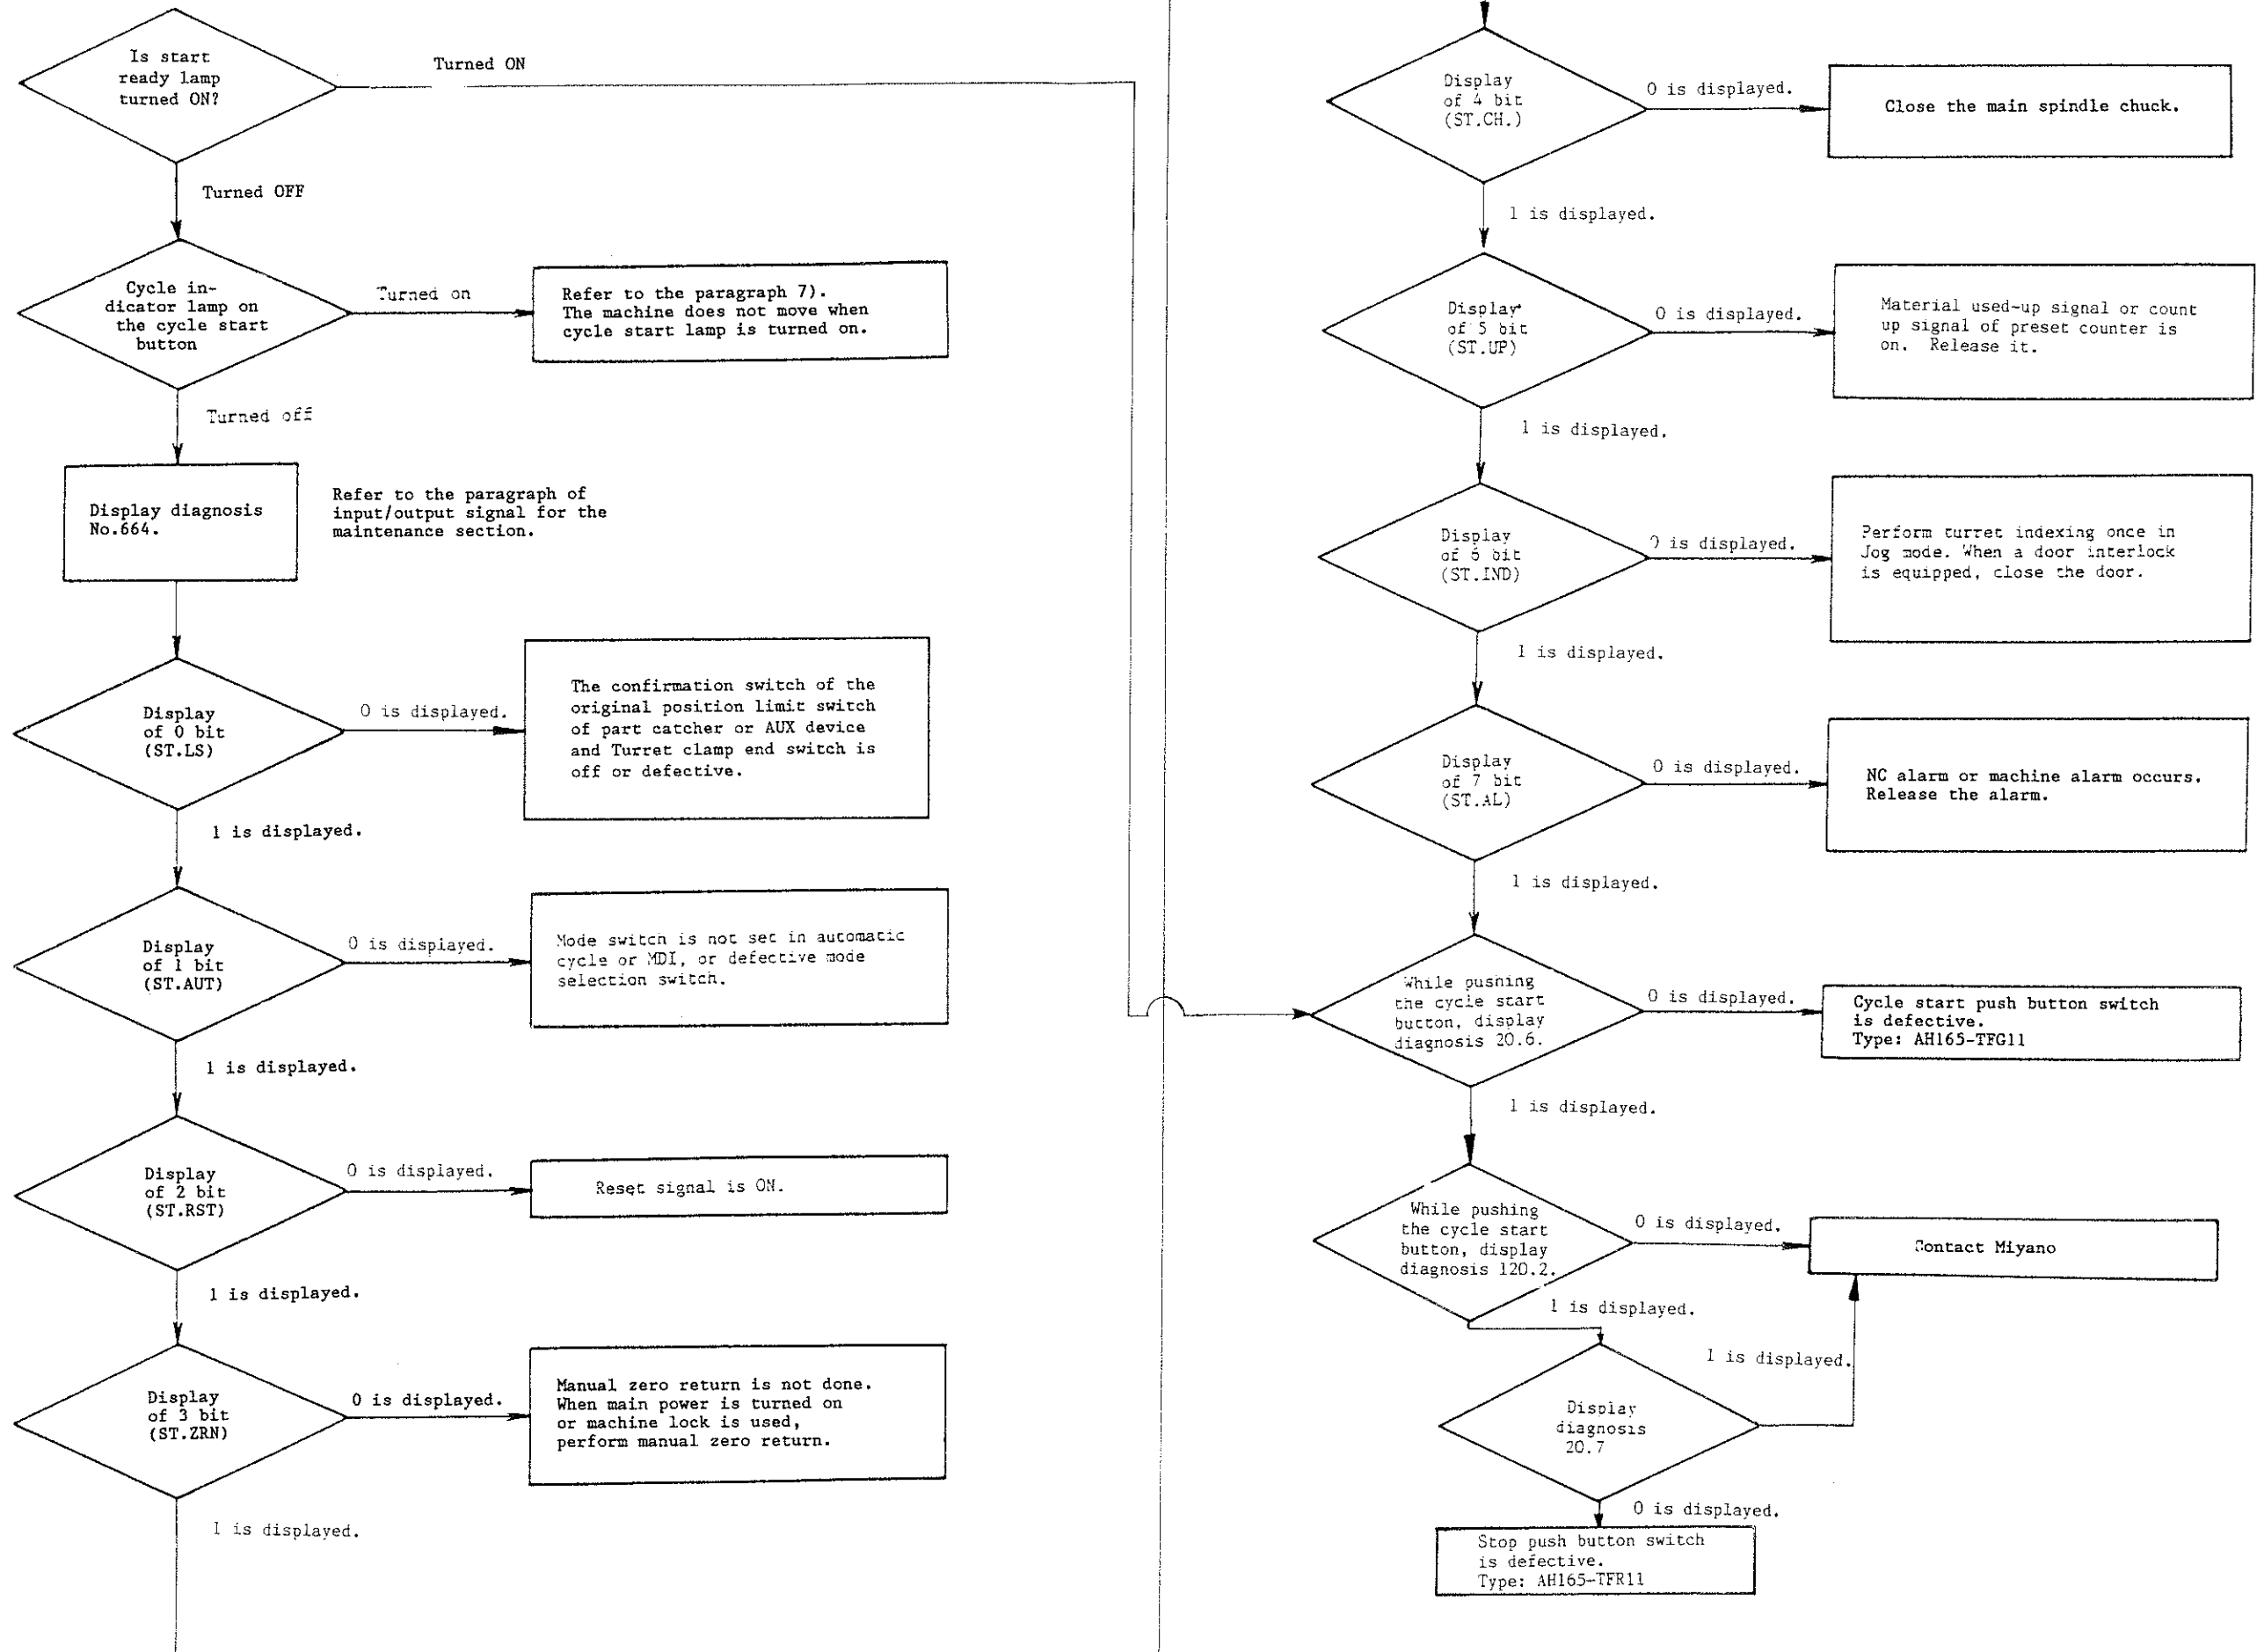 Is start
ready lamp
turned ON?
Turned ON
Turned OFF
Cycle in-
dicator lamp on
the cycle start
button
Turned on
Refer to the paragraph 7).
The machine does not move when
cycle start lamp is turned on.
Turned off
Display diagnosis
No.664.
Refer to the paragraph of
input/output signal for the
maintenance section.
Display
of 0 bit
(ST.LS)
0 is displayed.
The confirmation switch of the
original position limit switch
of part catcher or AUX device
and Turret clamp end switch is
off or defective.
1 is displayed.
Display
of 1 bit
(ST.AUT)
0 is displayed.
Mode switch is not set in automatic
cycle or MDI, or defective mode
selection switch.
1 is displayed.
Display
of 2 bit
(ST.RST)
0 is displayed.
Reset signal is ON.
1 is displayed.
Display
of 3 bit
(ST.ZRN)
0 is displayed.
Manual zero return is not done.
When main power is turned on
or machine lock is used,
perform manual zero return.
1 is displayed.
Display
of 4 bit
(ST.CH.)
0 is displayed.
Close the main spindle chuck.
1 is displayed.
Display
of 5 bit
(ST.UP)
0 is displayed.
Material used-up signal or count
up signal of preset counter is
on.  Release it.
1 is displayed.
Display
of 6 bit
(ST.IND)
0 is displayed.
Perform turret indexing once in
Jog mode. When a door interlock
is equipped, close the door.
1 is displayed.
Display
of 7 bit
(ST.AL)
0 is displayed.
NC alarm or machine alarm occurs.
Release the alarm.
1 is displayed.
While pushing
the cycle start
button, display
diagnosis 20.6.
0 is displayed.
Cycle start push button switch
is defective.
Type: AH165-TFG11
1 is displayed.
While pushing
the cycle start
button, display
diagnosis 120.2.
0 is displayed.
Contact Miyano
1 is displayed.
1 is displayed.
Display
diagnosis
20.7
0 is displayed.
Stop push button switch
is defective.
Type: AH165-TFR11